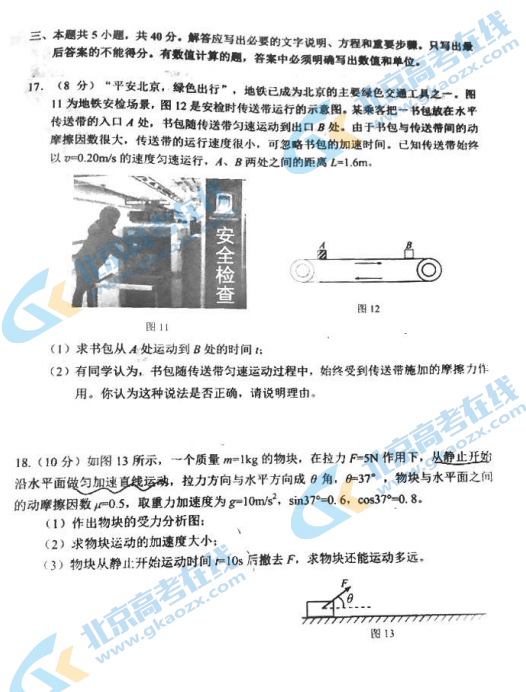 三、本题共5小题，共40分。解答应写出必要的文字说明、方程和重要步骤。只写出最
后答案的不能得分。有数值计算的题，答案中必须明确写出数值和单位。
17.（8分）“平安北京，绿色出行”，地铁已成为北京的主要绿色交通工具之一。图
11为地铁安检场景，图12是安检时传送带运行的示意图。某乘客把一书包放在水平
传送带的入口A处，书包随传送带匀速运动到出口B处。由于书包与传送带间的动
摩擦因数很大，传送带的运行速度很小，可忽略书包的加速时间。已知传送带始终
以v=0.20m/s的速度匀速运行，A、B两处之间的距离L=1.6m。
安全检查
A
B
图11
图12
（1）求书包从A处运动到B处的时间t；
（2）有同学认为，书包随传送带匀速运动过程中，始终受到传送带施加的摩擦力作
用。你认为这种说法是否正确，请说明理由。
18.（10分）如图13所示，一个质量m=1kg的物块，在拉力F=5N作用下，从静止开始
沿水平面做匀加速直线运动，拉力方向与水平方向成θ角，θ=37°，物块与水平面之间
的动摩擦因数μ=0.5，取重力加速度为g=10m/s²，sin37°=0.6，cos37°=0.8。
（1）作出物块的受力分析图；
（2）求物块运动的加速度大小；
（3）物块从静止开始运动时间t=10s后撤去F，求物块还能运动多远。
F
θ
图13
北京高考在线
www.gkaozx.com